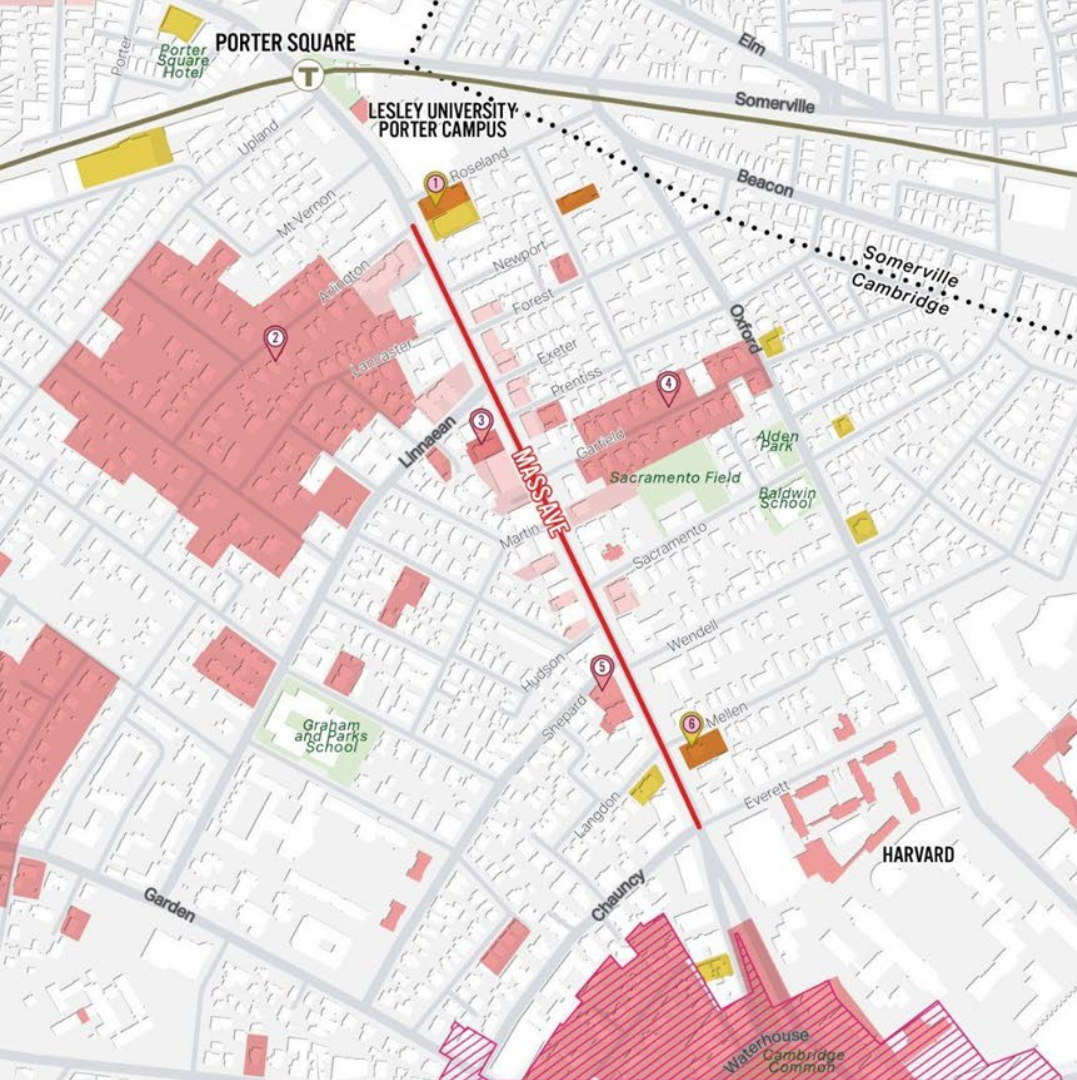 Elm
Porter
PORTER SQUARE
Porter
Square
Hotel
T
LESLEY UNIVERSITY
PORTER CAMPUS
Somerville
Upland
Roseland
1
Beacon
Mt Vernon
Newport
Somerville
Cambridge
Arlington
Forest
Oxford
2
Lancaster
Exeter
Prentiss
4
3
Linnaean
Garfield
Alden
Park
MASS AVE
Sacramento Field
Baldwin
School
Martin
Sacramento
Wendell
Hudson
5
Shepard
Mellen
6
Graham
and Parks
School
Langdon
Everett
HARVARD
Chauncy
Garden
Waterhouse
Cambridge
Common